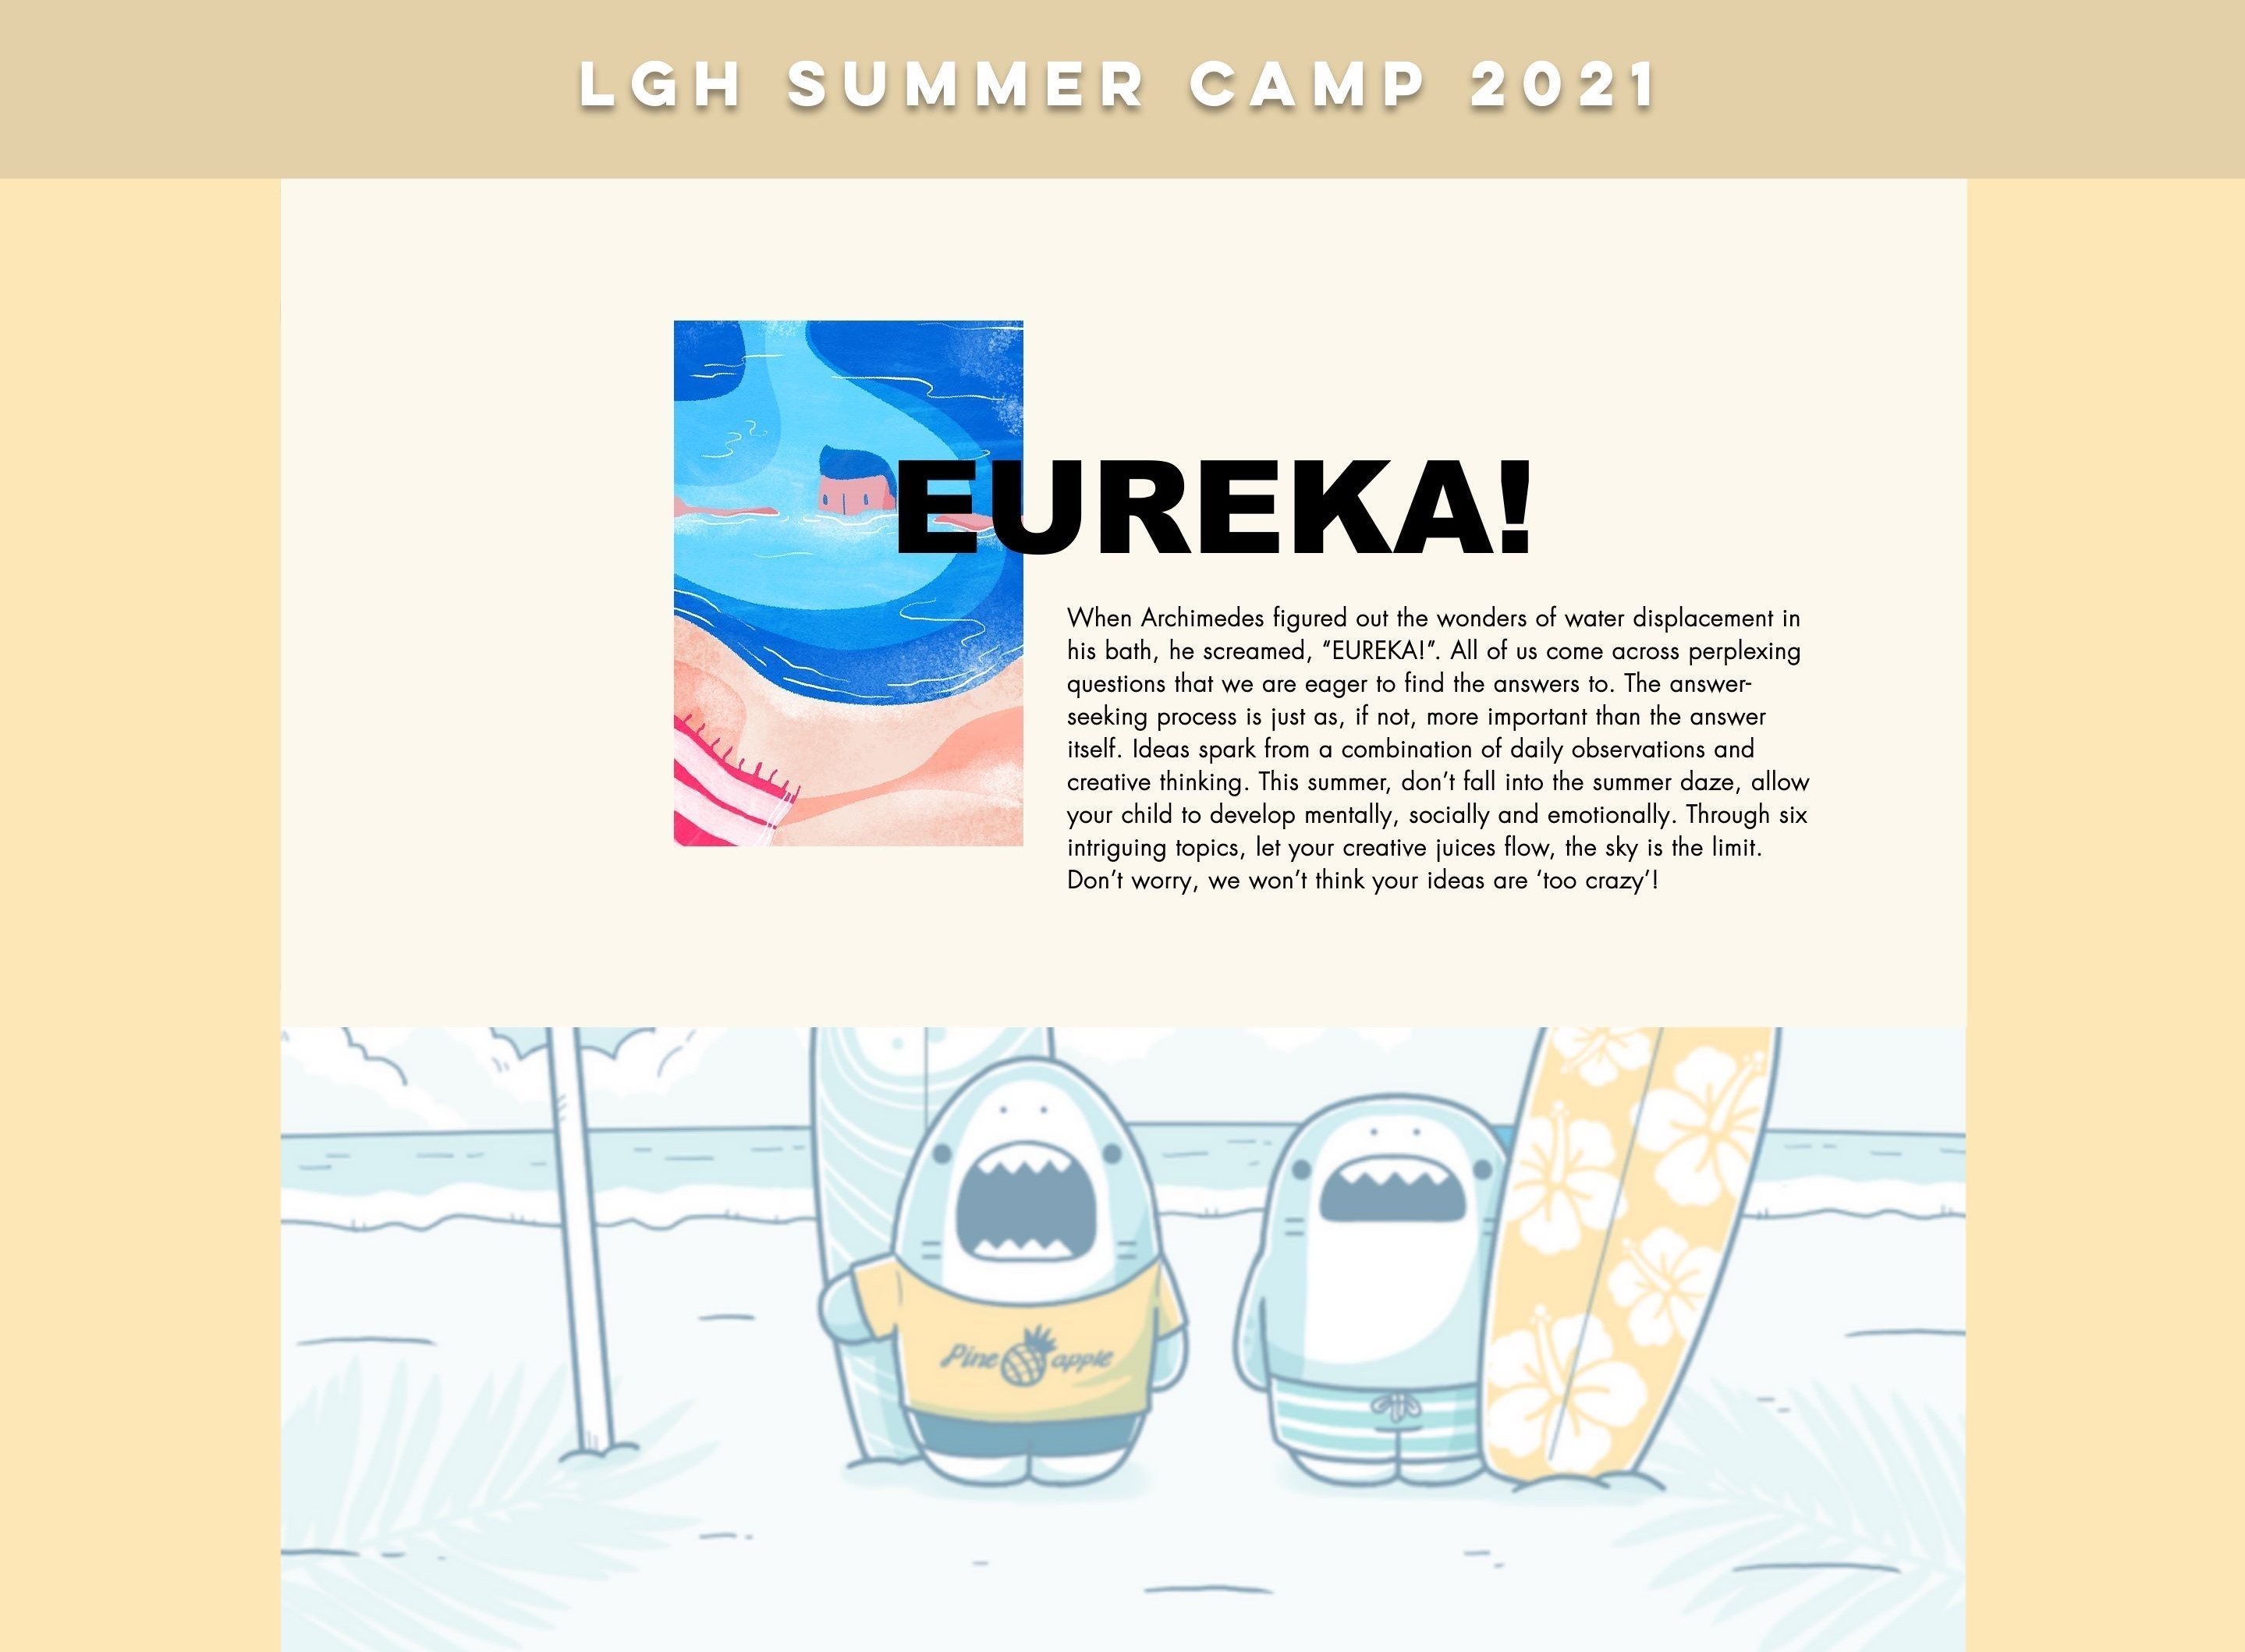 LGH SUMMER CAMP 2021
EUREKA!
When Archimedes figured out the wonders of water displacement in
his bath, he screamed, “EUREKA!”. All of us come across perplexing
questions that we are eager to find the answers to. The answer-
seeking process is just as, if not, more important than the answer
itself. Ideas spark from a combination of daily observations and
creative thinking. This summer, don’t fall into the summer daze, allow
your child to develop mentally, socially and emotionally. Through six
intriguing topics, let your creative juices flow, the sky is the limit.
Don’t worry, we won’t think your ideas are ‘too crazy’!
Pine apple